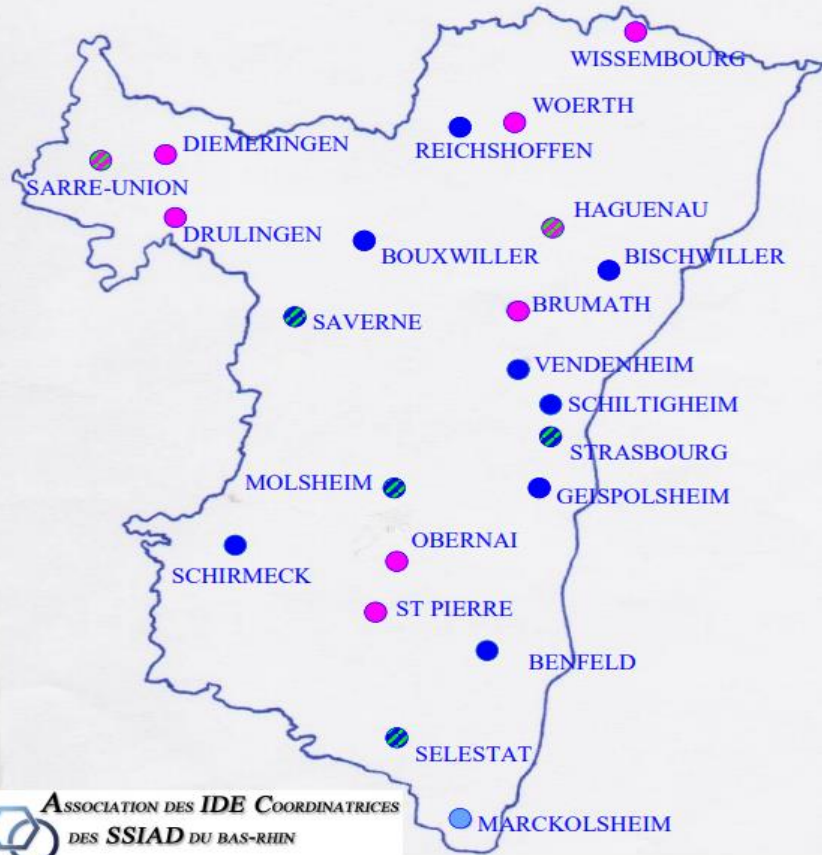 WISSEMBOURG
WOERTH
REICHSHOFFEN
DIEMERINGEN
SARRE-UNION
HAGUENAU
DRULINGEN
BOUXWILLER
BISCHWILLER
BRUMATH
SAVERNE
VENDENHEIM
SCHILTIGHEIM
STRASBOURG
MOLSHEIM
GEISPOLSHEIM
OBERNAI
SCHIRMECK
ST PIERRE
BENFELD
SELESTAT
ASSOCIATION DES IDE COORDINATRICES
DES SSIAD DU BAS-RHIN
MARCKOLSHEIM